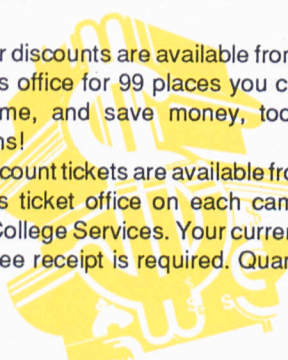 r discounts are available from
s office for 99 places you c
me, and save money, too
ns!
count tickets are available fro
s ticket office on each cam
College Services. Your curren
ee receipt is required. Quan